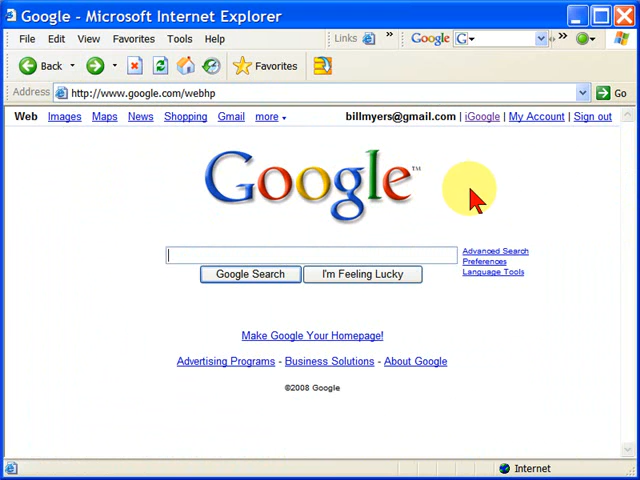 Google - Microsoft Internet Explorer
File Edit View Favorites Tools Help Links » Google G »
Back Favorites
Address http://www.google.com/webhp Go
Web Images Maps News Shopping Gmail more billmyers@gmail.com | iGoogle | My Account | Sign out
Google™
Advanced Search
Preferences
Language Tools
Google Search I'm Feeling Lucky
Make Google Your Homepage!
Advertising Programs - Business Solutions - About Google
©2008 Google
Internet